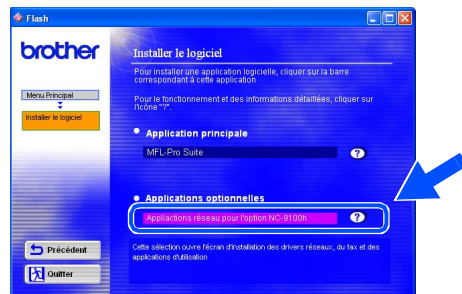 Flash
brother
Installer le logiciel
Pour installer une application logicielle, cliquer sur la barre
correspondant à cette application
Pour le fonctionnement et des informations détaillées, cliquer sur
l'icône "?".
Menu Principal
Installer le logiciel
Application principale
MFL-Pro Suite
?
Applications optionnelles
Appliactions réseau pour l'option NC-9100h
?
Cette sélection ouvre l'écran d'installation des drivers réseaux, du fax et des
applications d'utilisation
Précédent
Quitter